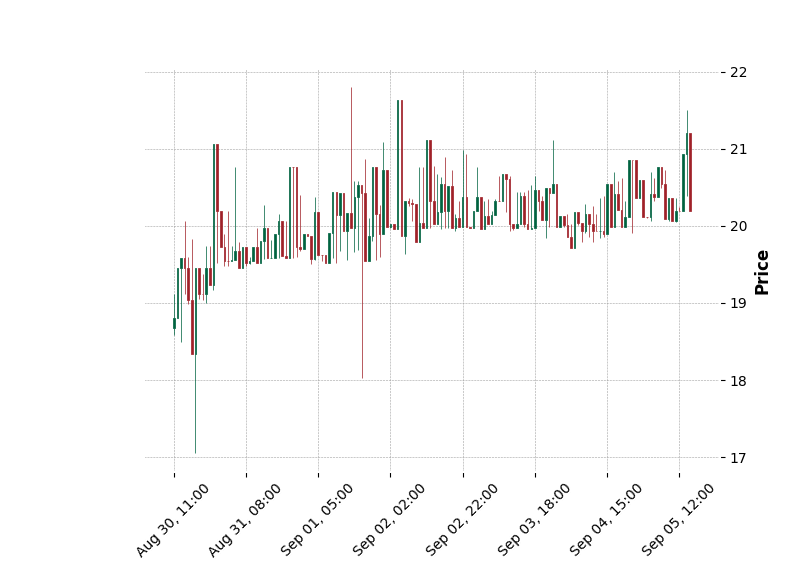 22
21
20
19
18
17
Price
Aug 30, 11:00
Aug 31, 08:00
Sep 01, 05:00
Sep 02, 02:00
Sep 02, 22:00
Sep 03, 18:00
Sep 04, 15:00
Sep 05, 12:00